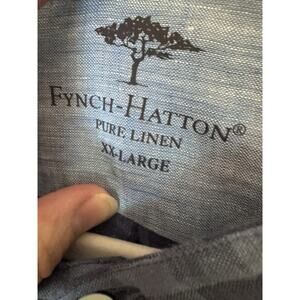 FYNCH-HATTON®
PURE LINEN
XX-LARGE